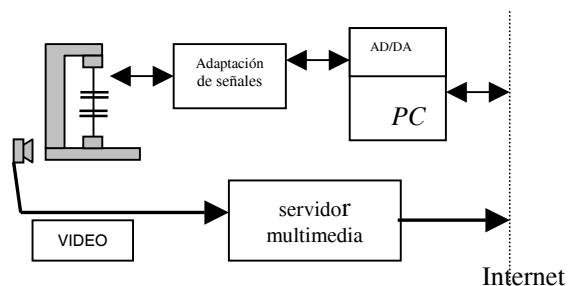 Adaptación
de señales
AD/DA
PC
VIDEO
servidor
multimedia
Internet